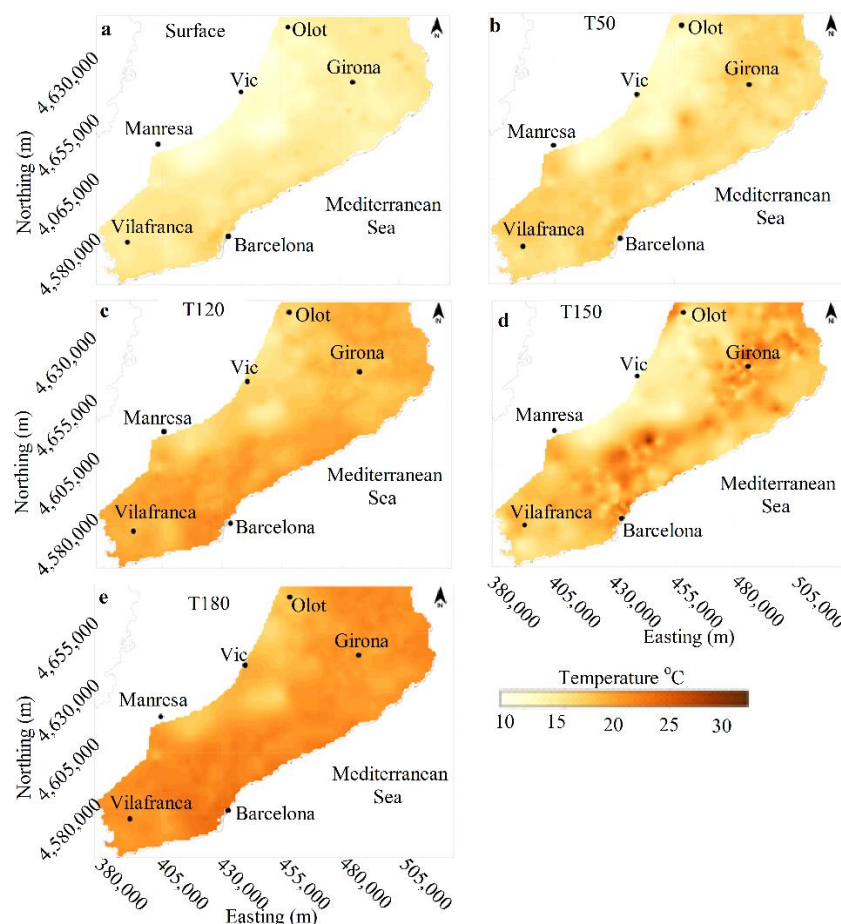 a Surface
Olot
Girona
Vic
Manresa
Vilafranca
Barcelona
Mediterranean
Sea
Northing (m)
4,630,000
4,655,000
4,065,000
4,580,000
b T50
Olot
Girona
Vic
Manresa
Vilafranca
Barcelona
Mediterranean
Sea
c T120
Olot
Girona
Vic
Manresa
Vilafranca
Barcelona
Mediterranean
Sea
Northing (m)
4,630,000
4,655,000
4,605,000
4,580,000
d T150
Olot
Girona
Vic
Manresa
Vilafranca
Barcelona
Mediterranean
Sea
380,000 405,000 430,000 455,000 480,000 505,000
Easting (m)
e T180
Olot
Girona
Vic
Manresa
Vilafranca
Barcelona
Mediterranean
Sea
Northing (m)
4,655,000
4,630,000
4,605,000
4,580,000
380,000 405,000 430,000 455,000 480,000 505,000
Easting (m)
Temperature °C
10 15 20 25 30